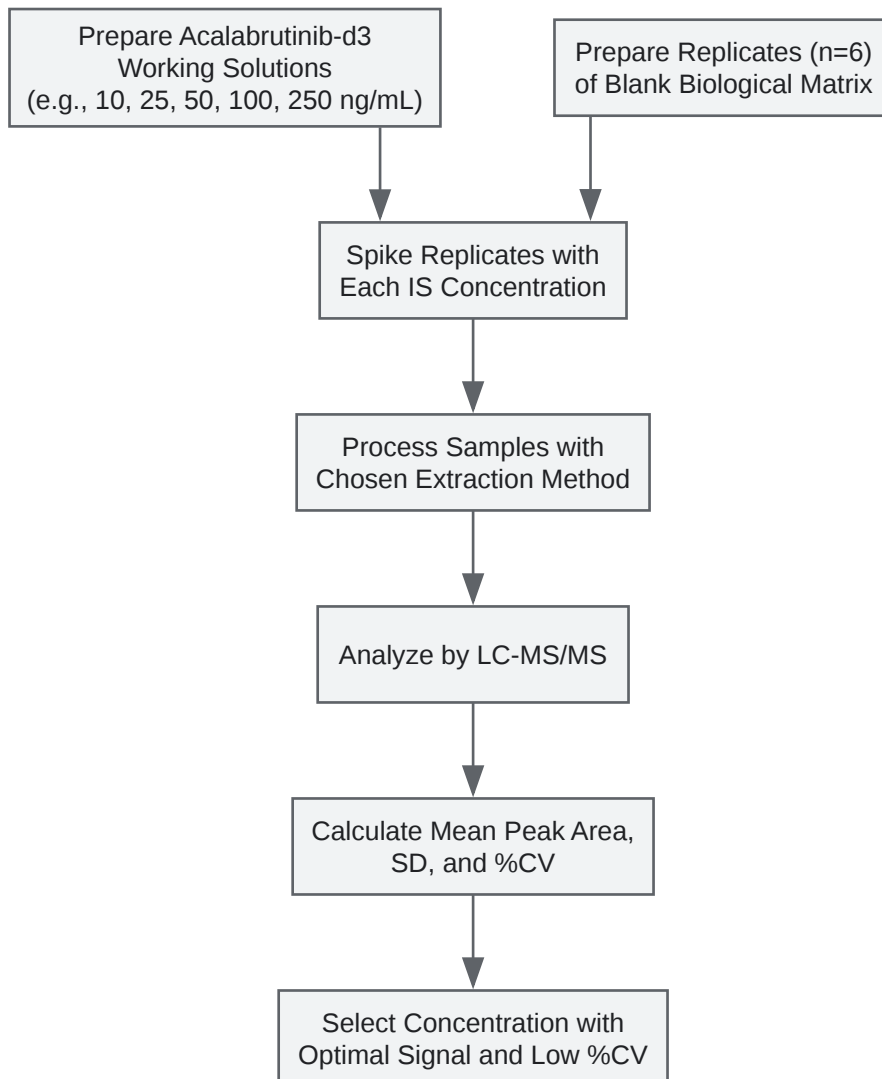 Prepare Acalabrutinib-d3
Working Solutions
(e.g., 10, 25, 50, 100, 250 ng/mL)
Prepare Replicates (n=6)
of Blank Biological Matrix
Spike Replicates with
Each IS Concentration
Process Samples with
Chosen Extraction Method
Analyze by LC-MS/MS
Calculate Mean Peak Area,
SD, and %CV
Select Concentration with
Optimal Signal and Low %CV